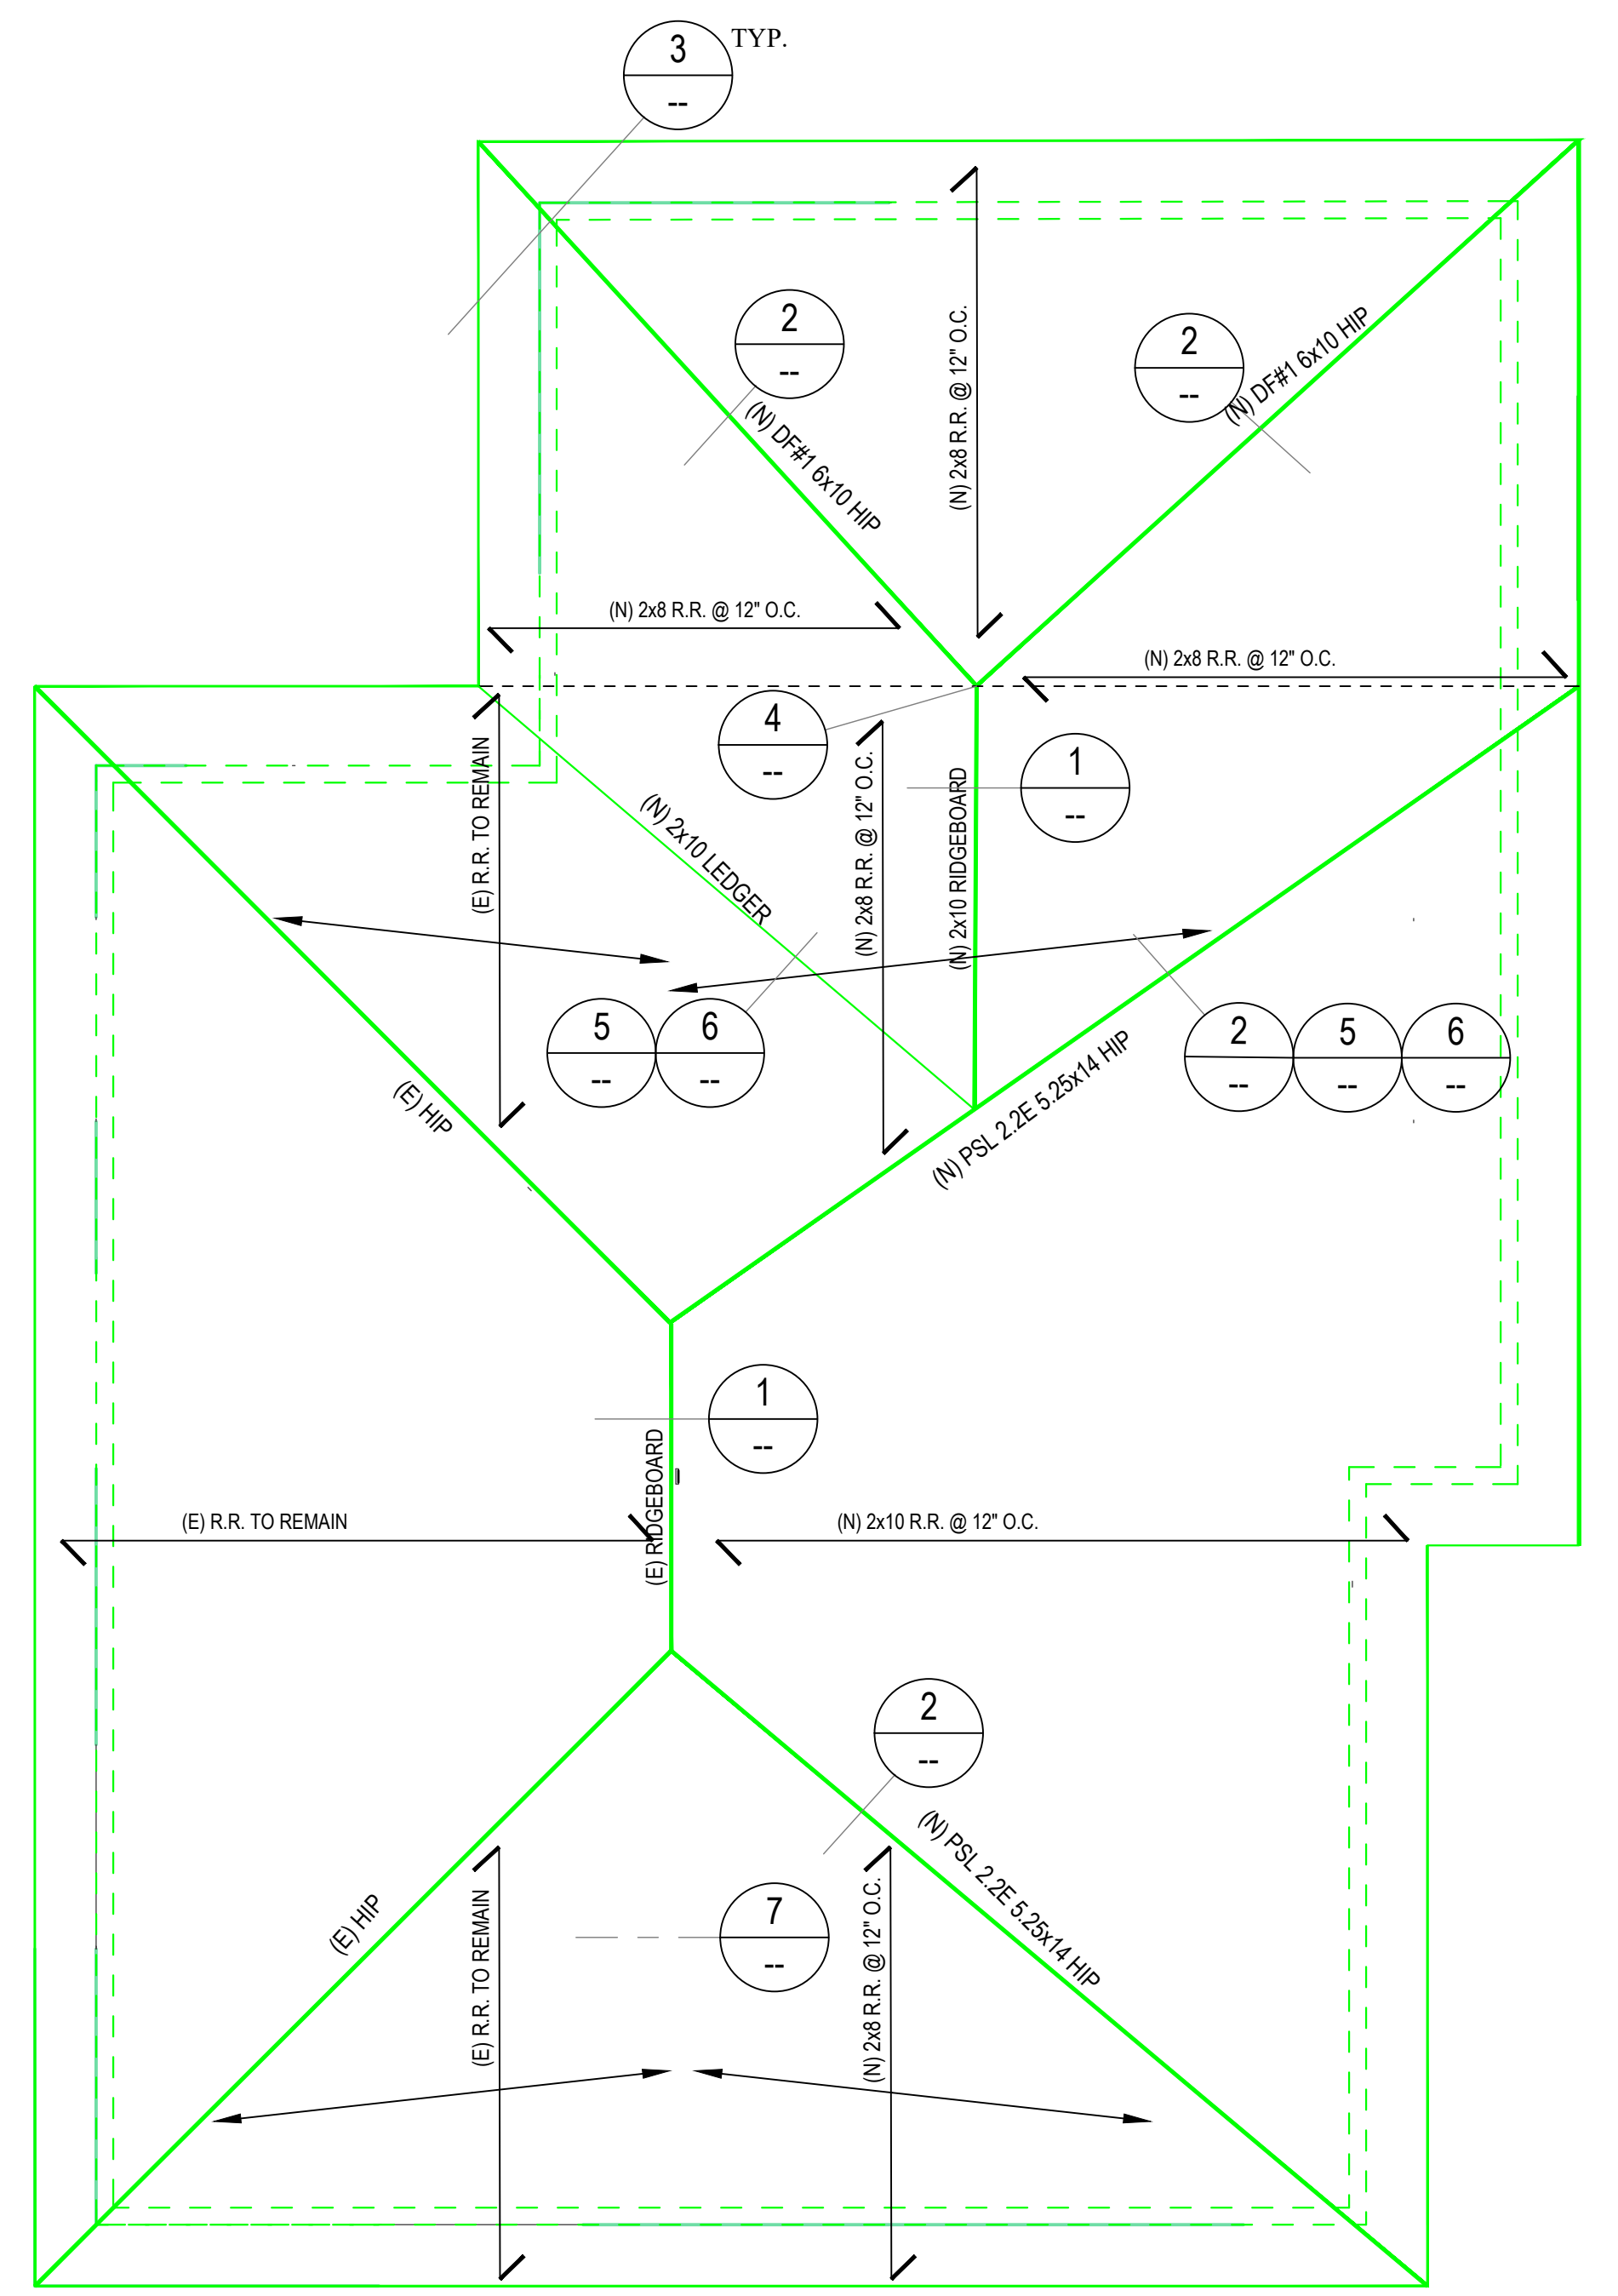 3
--
TYP.
2
--
2
--
(N) DF#1 6x10 HIP
(N) DF#1 6x10 HIP
(N) 2x8 R.R. @ 12" O.C.
(N) 2x8 R.R. @ 12" O.C.
(N) 2x8 R.R. @ 12" O.C.
4
--
1
--
(E) R.R. TO REMAIN
(N) 2x10 LEDGER
(N) 2x8 R.R. @ 12" O.C.
(N) 2x10 RIDGEBOARD
5
--
6
--
2
--
5
--
6
--
(E) HIP
(N) PSL 2.2E 5.25x14 HIP
1
--
(E) RIDGEBOARD
(E) R.R. TO REMAIN
(N) 2x10 R.R. @ 12" O.C.
2
--
(N) PSL 2.2E 5.25x14 HIP
7
--
(E) HIP
(E) R.R. TO REMAIN
(N) 2x8 R.R. @ 12" O.C.